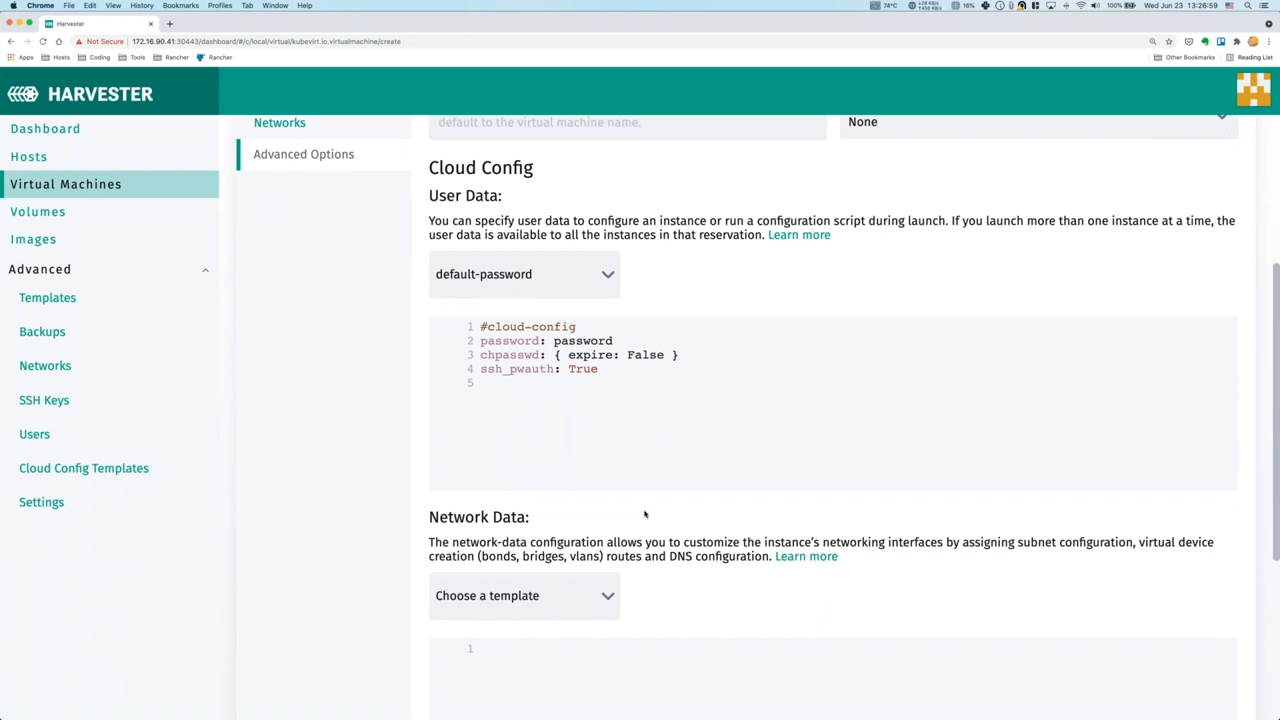 Chrome File Edit View History Bookmarks Profiles Tab Window Help
74°C 16% 100% Wed Jun 23 13:26:59
Harvester
Not Secure 172.16.90.41:30443/dashboard/#/c/local/virtual/kubevirt.io.virtualmachine/create
Apps Hosts Coding Tools Rancher Rancher Other Bookmarks Reading List
HARVESTER
Dashboard
Hosts
Virtual Machines
Volumes
Images
Advanced
Templates
Backups
Networks
SSH Keys
Users
Cloud Config Templates
Settings
Networks
Advanced Options
default to the virtual machine name.
None
Cloud Config
User Data:
You can specify user data to configure an instance or run a configuration script during launch. If you launch more than one instance at a time, the
user data is available to all the instances in that reservation. Learn more
default-password
1 #cloud-config
2 password: password
3 chpasswd: { expire: False }
4 ssh_pwauth: True
5
Network Data:
The network-data configuration allows you to customize the instance's networking interfaces by assigning subnet configuration, virtual device
creation (bonds, bridges, vlans) routes and DNS configuration. Learn more
Choose a template
1